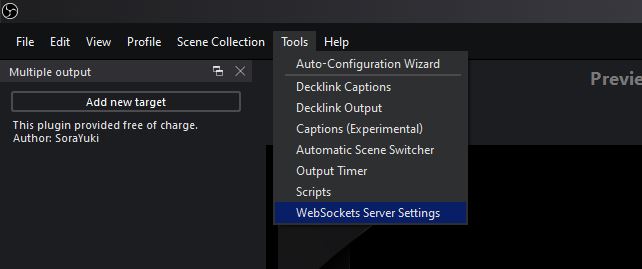 File Edit View Profile Scene Collection Tools Help
Multiple output
Add new target
This plugin provided free of charge.
Author: SoraYuki
Auto-Configuration Wizard
Decklink Captions
Decklink Output
Captions (Experimental)
Automatic Scene Switcher
Output Timer
Scripts
WebSockets Server Settings
Previe